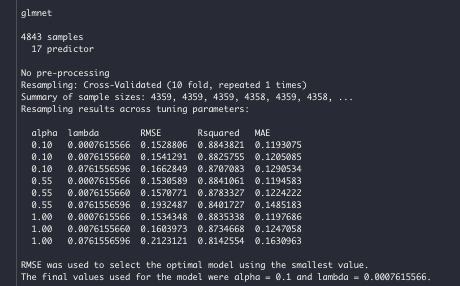 glmnet
4843 samples
17 predictor
No pre-processing
Resampling: Cross-Validated (10 fold, repeated 1 times)
Summary of sample sizes: 4359, 4359, 4359, 4358, 4359, 4358, ...
Resampling results across tuning parameters:
alpha lambda RMSE Rsquared MAE
0.10 0.0007615566 0.1528806 0.8843821 0.1193075
0.10 0.0076155660 0.1541291 0.8825755 0.1205085
0.10 0.0761556596 0.1662849 0.8707083 0.1290534
0.55 0.0007615566 0.1530589 0.8841061 0.1194583
0.55 0.0076155660 0.1570771 0.8783327 0.1224222
0.55 0.0761556596 0.1932487 0.8401727 0.1485183
1.00 0.0007615566 0.1534348 0.8835338 0.1197686
1.00 0.0076155660 0.1603973 0.8734668 0.1247058
1.00 0.0761556596 0.2123121 0.8142554 0.1630963
RMSE was used to select the optimal model using the smallest value.
The final values used for the model were alpha = 0.1 and lambda = 0.0007615566.